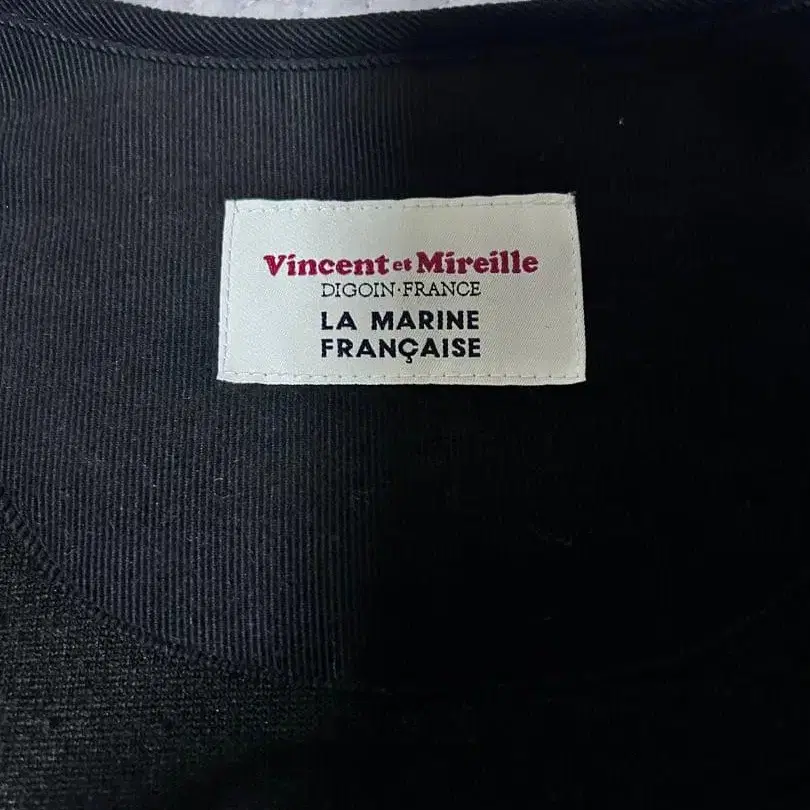 Vincent et Mireille
DIGOIN·FRANCE
LA MARINE
FRANÇAISE